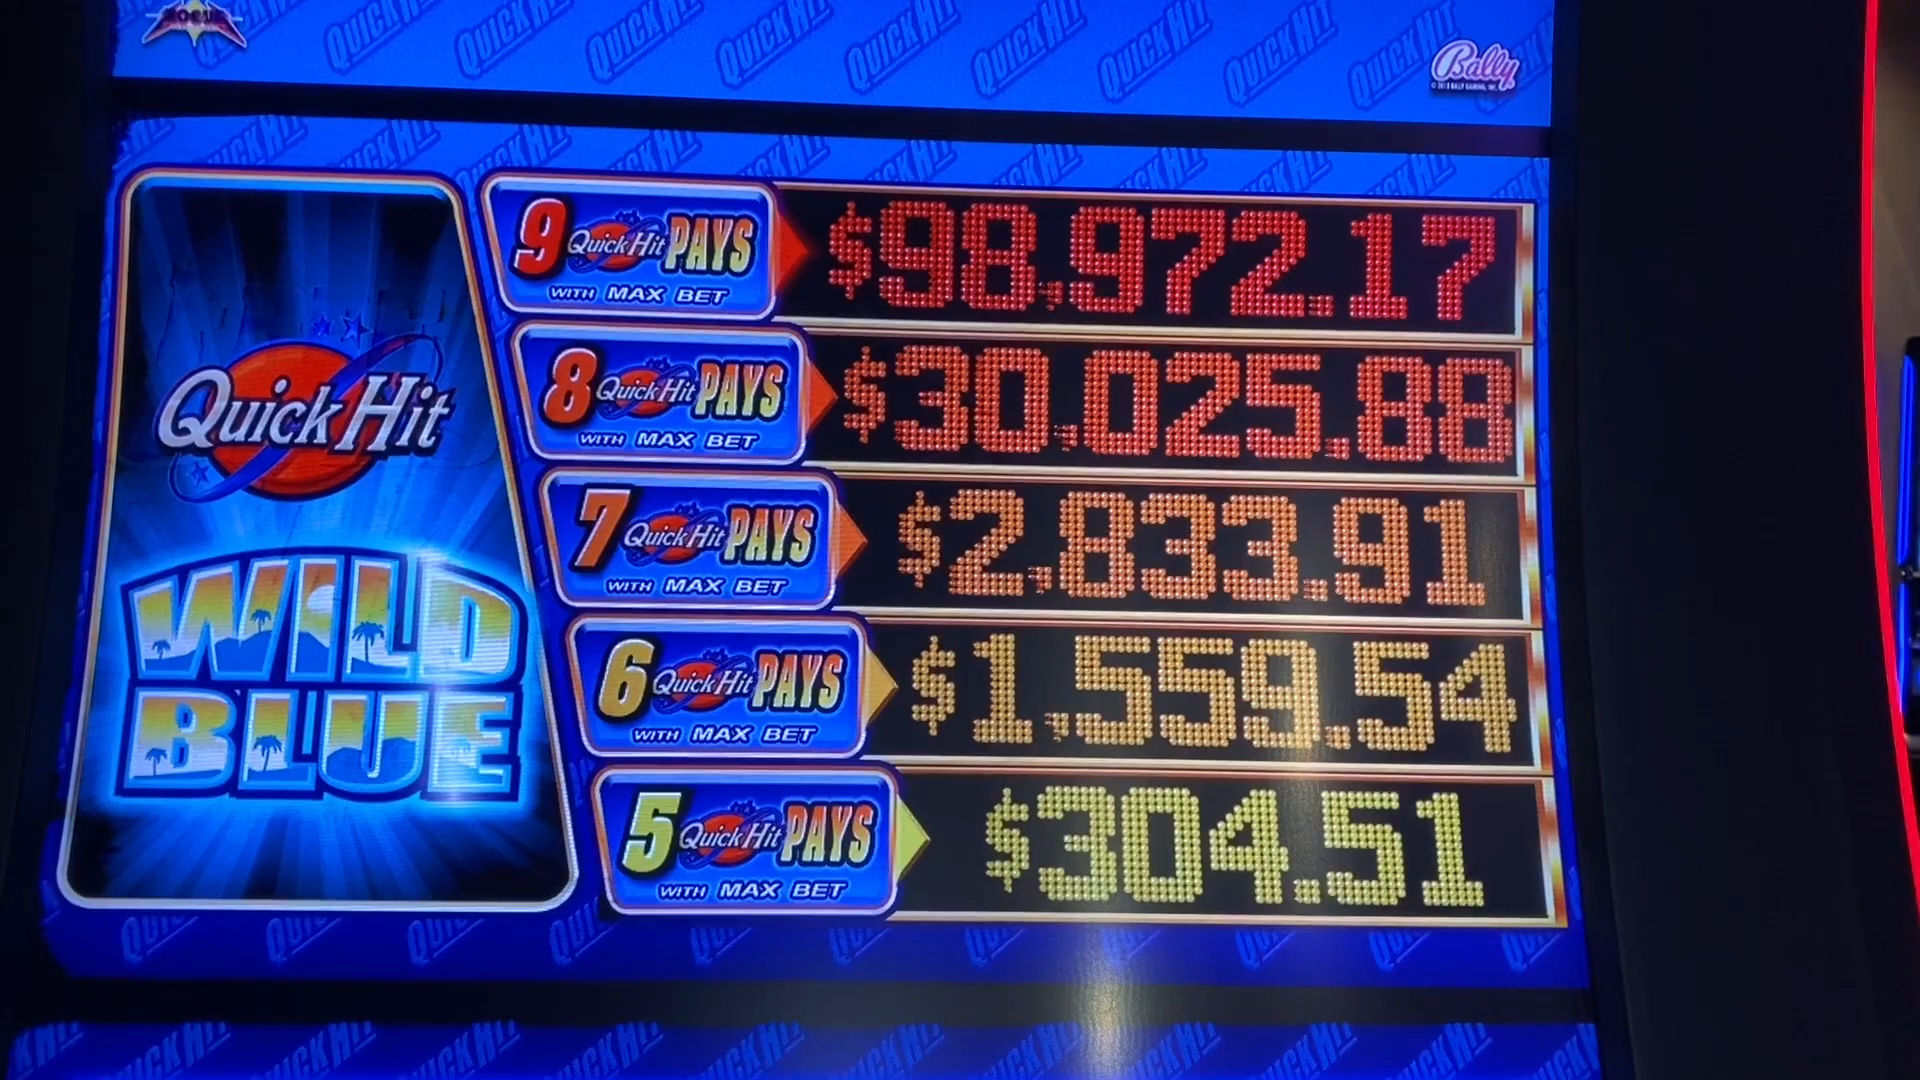 Bally
QUICK HIT
WILD
BLUE
9 Quick Hit PAYS
WITH MAX BET
$98,972.17
8 Quick Hit PAYS
WITH MAX BET
$30,025.88
7 Quick Hit PAYS
WITH MAX BET
$2,833.91
6 Quick Hit PAYS
WITH MAX BET
$1,559.54
5 Quick Hit PAYS
WITH MAX BET
$304.51